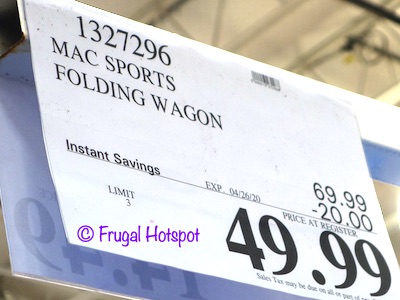 1327296
MAC SPORTS
FOLDING WAGON
Instant Savings EXP. 04/26/20 69.99
-20.00
LIMIT
3
PRICE AT REGISTER
49.99
© Frugal Hotspot
Sales Tax may be due on all or part of